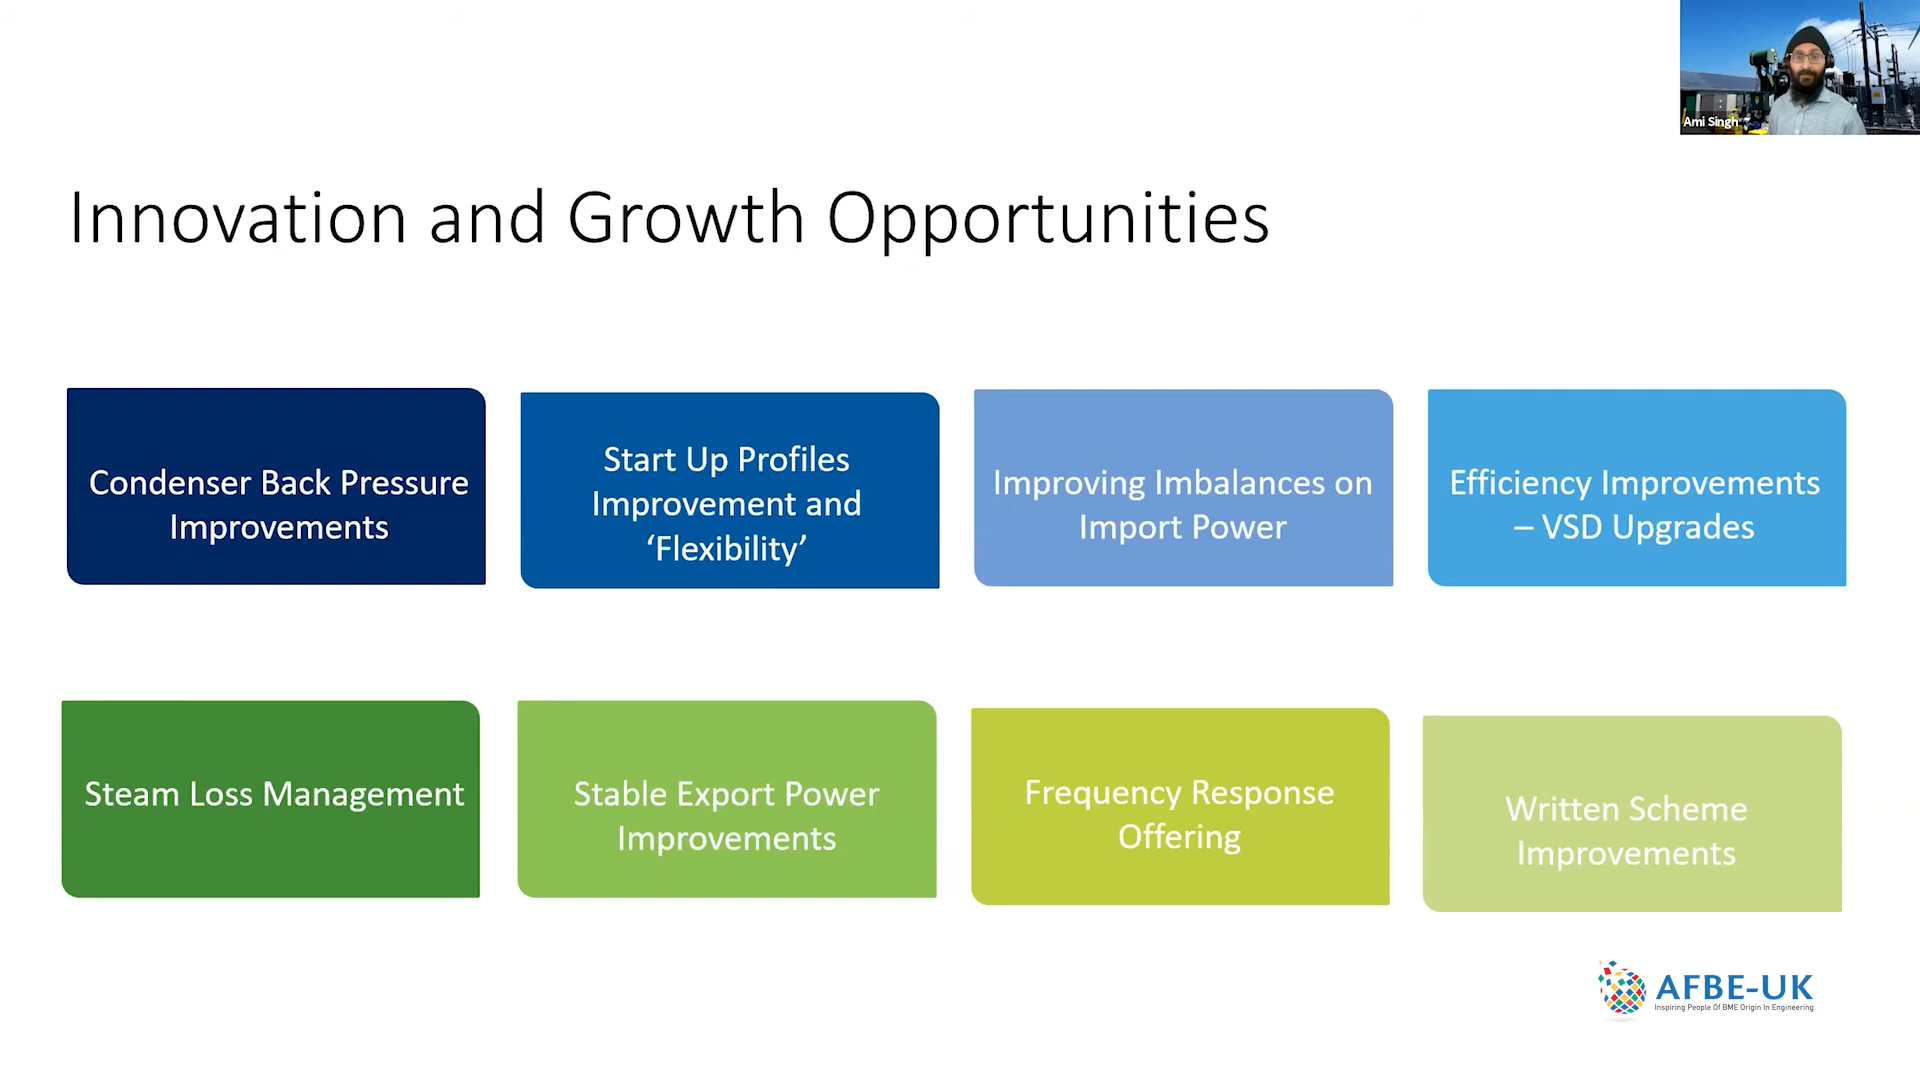 Ami Singh
Innovation and Growth Opportunities
Condenser Back Pressure
Improvements
Start Up Profiles
Improvement and
‘Flexibility’
Improving Imbalances on
Import Power
Efficiency Improvements
– VSD Upgrades
Steam Loss Management
Stable Export Power
Improvements
Frequency Response
Offering
Written Scheme
Improvements
AFBE-UK
Inspiring People Of BME Origin In Engineering